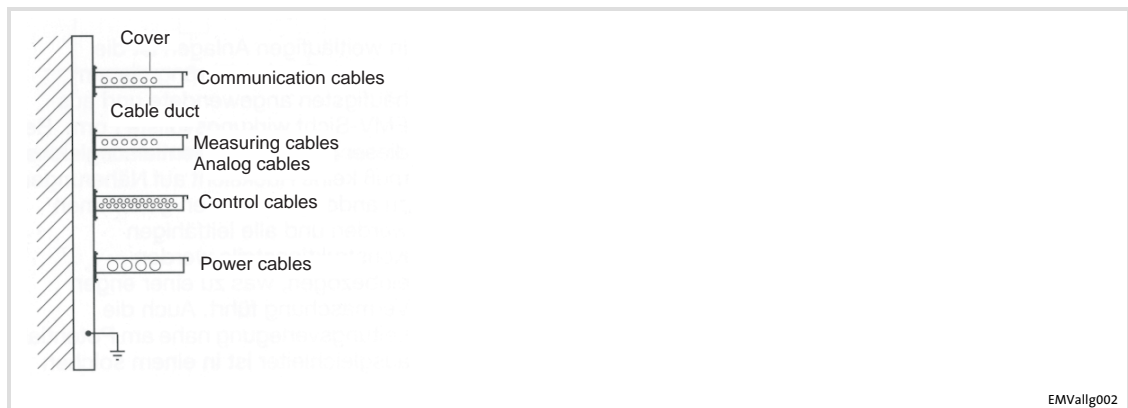 Cover
Communication cables
Cable duct
Measuring cables
Analog cables
Control cables
Power cables
EMVallg002